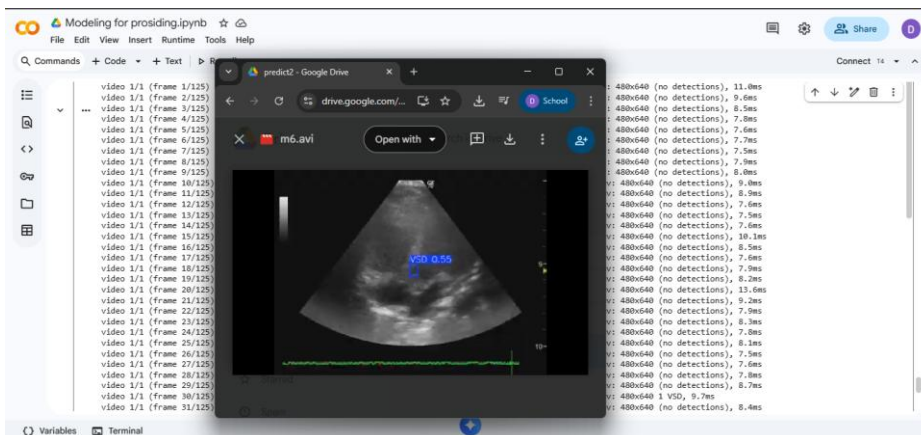 Modeling for prosiding.ipynb
File Edit View Insert Runtime Tools Help
Share
D
Commands + Code + Text
Connect T4
predict2 - Google Drive
drive.google.com/...
D School
m6.avi
Open with
VSD 0.55
5
10
video 1/1 (frame 1/125) : 480x640 (no detections), 11.0ms
video 1/1 (frame 2/125) : 480x640 (no detections), 9.6ms
video 1/1 (frame 3/125) : 480x640 (no detections), 8.5ms
video 1/1 (frame 4/125) : 480x640 (no detections), 7.8ms
video 1/1 (frame 5/125) : 480x640 (no detections), 7.6ms
video 1/1 (frame 6/125) : 480x640 (no detections), 7.7ms
video 1/1 (frame 7/125) : 480x640 (no detections), 7.5ms
video 1/1 (frame 8/125) : 480x640 (no detections), 7.9ms
video 1/1 (frame 9/125) : 480x640 (no detections), 8.0ms
video 1/1 (frame 10/125) v: 480x640 (no detections), 9.0ms
video 1/1 (frame 11/125) v: 480x640 (no detections), 8.9ms
video 1/1 (frame 12/125) v: 480x640 (no detections), 7.6ms
video 1/1 (frame 13/125) v: 480x640 (no detections), 7.5ms
video 1/1 (frame 14/125) v: 480x640 (no detections), 7.6ms
video 1/1 (frame 15/125) v: 480x640 (no detections), 10.1ms
video 1/1 (frame 16/125) v: 480x640 (no detections), 8.5ms
video 1/1 (frame 17/125) v: 480x640 (no detections), 7.6ms
video 1/1 (frame 18/125) v: 480x640 (no detections), 7.9ms
video 1/1 (frame 19/125) v: 480x640 (no detections), 8.2ms
video 1/1 (frame 20/125) v: 480x640 (no detections), 13.6ms
video 1/1 (frame 21/125) v: 480x640 (no detections), 9.2ms
video 1/1 (frame 22/125) v: 480x640 (no detections), 7.9ms
video 1/1 (frame 23/125) v: 480x640 (no detections), 8.3ms
video 1/1 (frame 24/125) v: 480x640 (no detections), 7.8ms
video 1/1 (frame 25/125) v: 480x640 (no detections), 8.1ms
video 1/1 (frame 26/125) v: 480x640 (no detections), 7.5ms
video 1/1 (frame 27/125) v: 480x640 (no detections), 7.6ms
video 1/1 (frame 28/125) v: 480x640 (no detections), 7.8ms
video 1/1 (frame 29/125) v: 480x640 (no detections), 8.7ms
video 1/1 (frame 30/125) v: 480x640 1 VSD, 9.7ms
video 1/1 (frame 31/125) v: 480x640 (no detections), 8.4ms
Starred
Spam
Variables Terminal